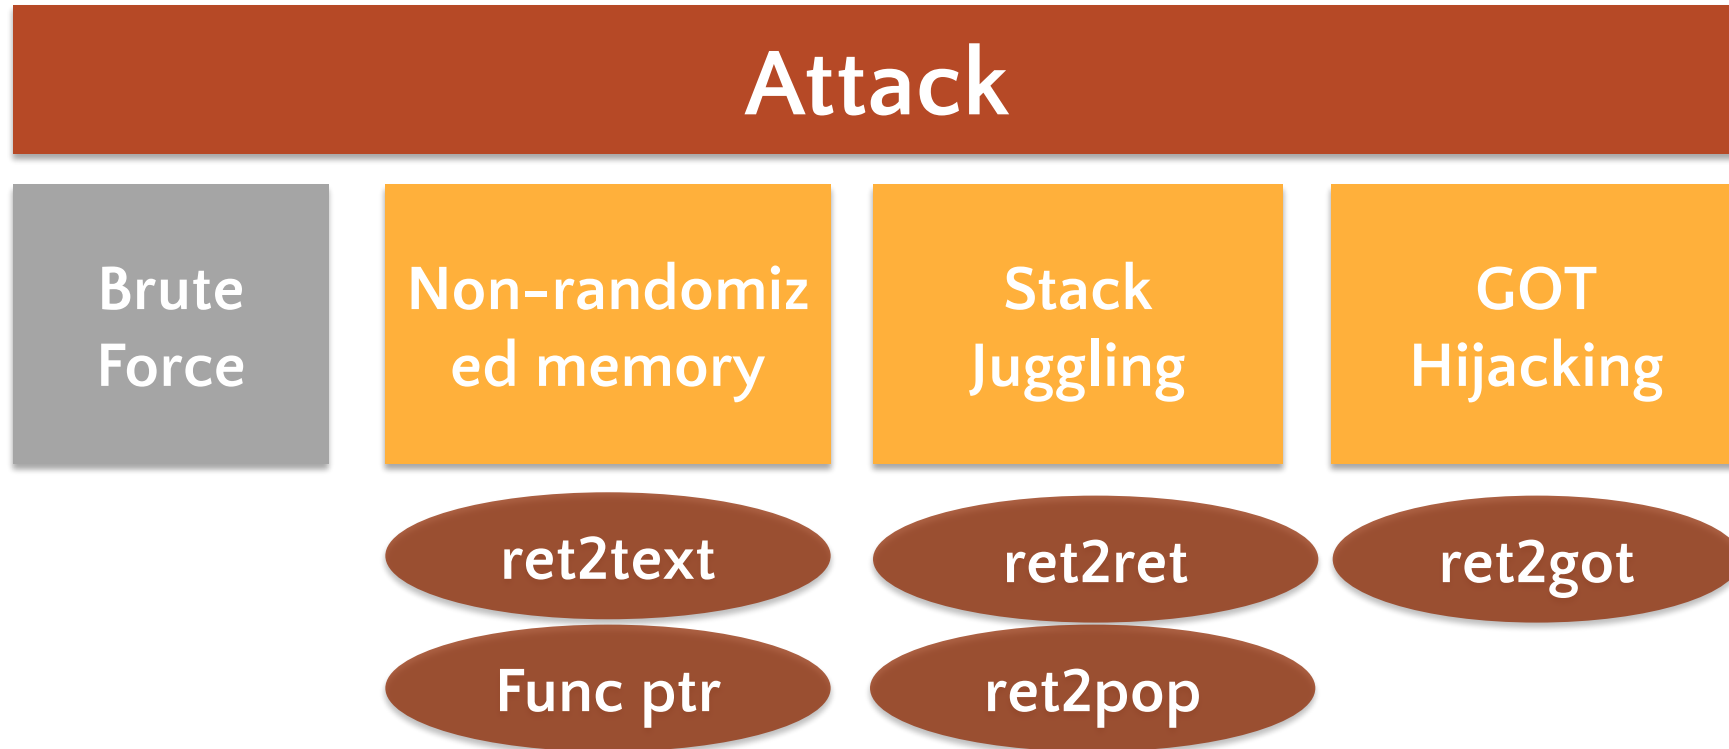 Attack
Brute
Force
Non-randomiz
ed memory
Stack
Juggling
GOT
Hijacking
ret2text
ret2ret
ret2got
Func ptr
ret2pop